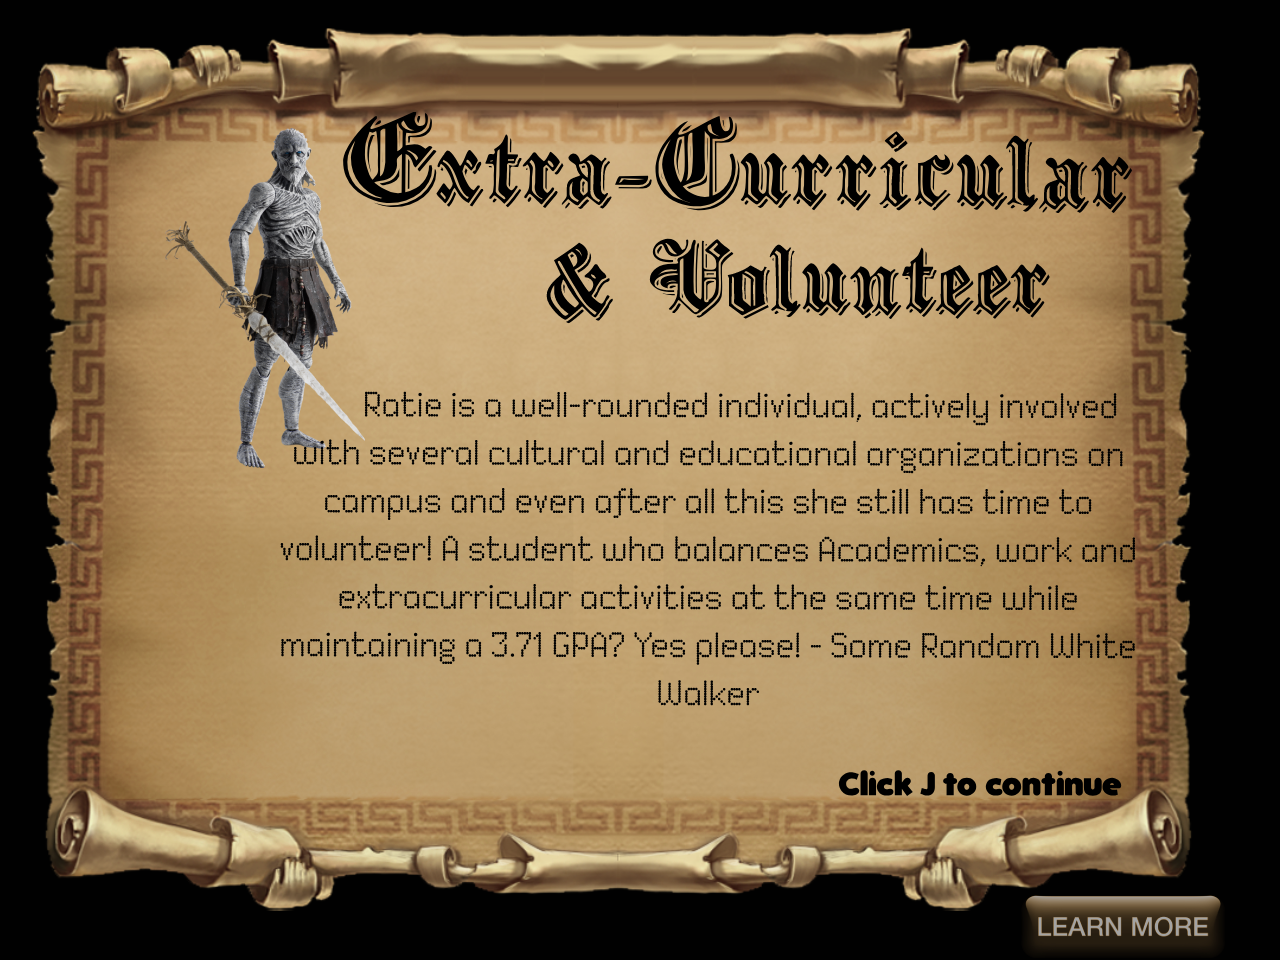 Extra-Curricular
& Volunteer
Ratie is a well-rounded individual, actively involved
with several cultural and educational organizations on
campus and even after all this she still has time to
volunteer! A student who balances Academics, work and
extracurricular activities at the same time while
maintaining a 3.71 GPA? Yes please! - Some Random White
Walker
Click J to continue
LEARN MORE